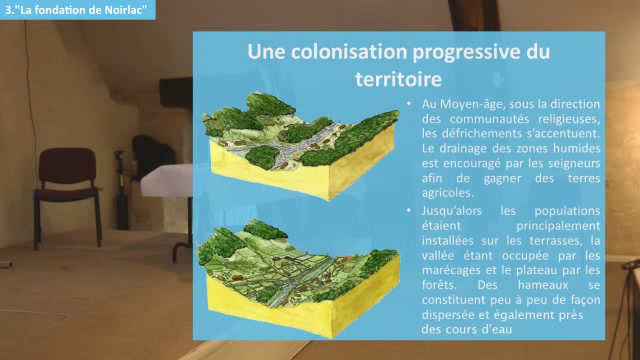 3."La fondation de Noirlac"
Une colonisation progressive du
territoire
• Au Moyen-âge, sous la direction
des communautés religieuses,
les défrichements s'accentuent.
Le drainage des zones humides
est encouragé par les seigneurs
afin de gagner des terres
agricoles.
• Jusqu'alors les populations
étaient principalement
installées sur les terrasses, la
vallée étant occupée par les
marécages et le plateau par les
forêts. Des hameaux se
constituent peu à peu de façon
dispersée et également près
des cours d'eau